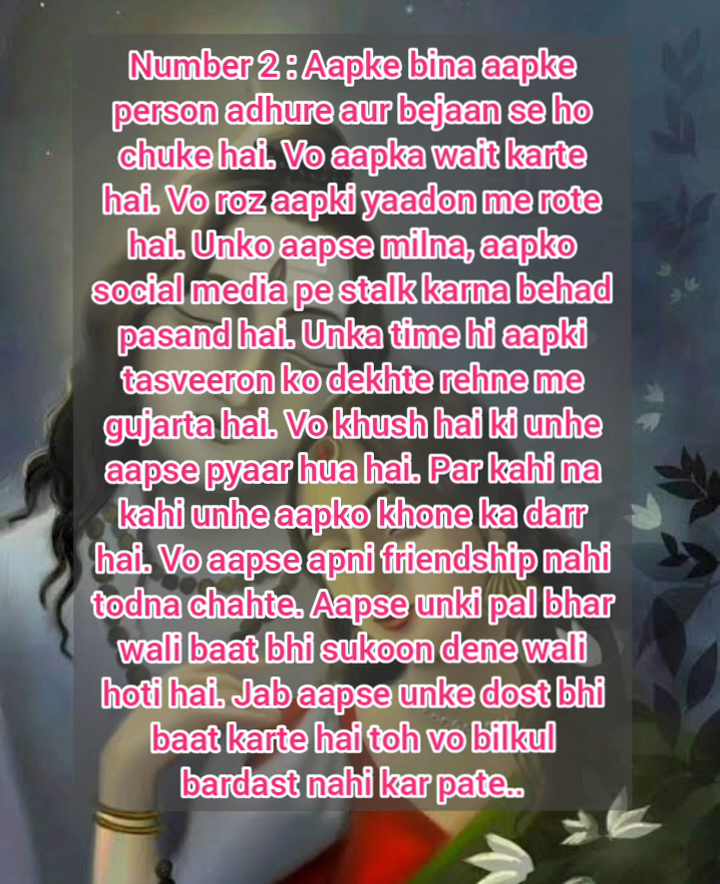 Number 2 : Aapke bina aapke
person adhure aur bejaan se ho
chuke hai. Vo aapka wait karte
hai. Vo roz aapki yaadon me rote
hai. Unko aapse milna, aapko
social media pe stalk karna behad
pasand hai. Unka time hi aapki
tasveeron ko dekhte rehne me
gujarta hai. Vo khush hai ki unhe
aapse pyaar hua hai. Par kahi na
kahi unhe aapko khone ka darr
hai. Vo aapse apni friendship nahi
todna chahte. Aapse unki pal bhar
wali baat bhi sukoon dene wali
hoti hai. Jab aapse unke dost bhi
baat karte hai toh vo bilkul
bardast nahi kar pate..